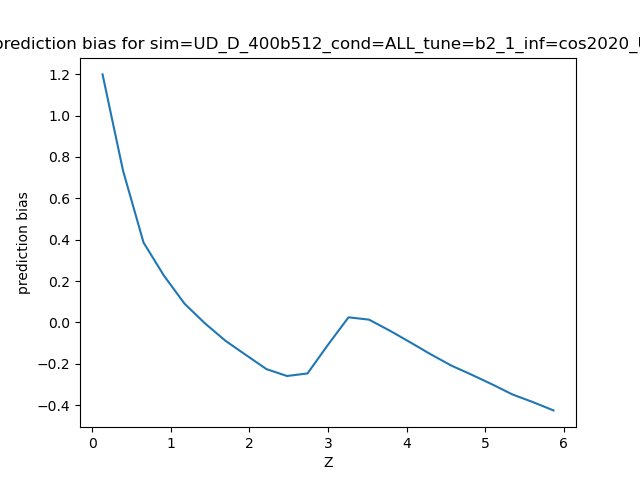 prediction bias for sim=UD_D_400b512_cond=ALL_tune=b2_1_inf=cos2020_
prediction bias
1.2
1.0
0.8
0.6
0.4
0.2
0.0
−0.2
−0.4
0 1 2 3 4 5 6
Z